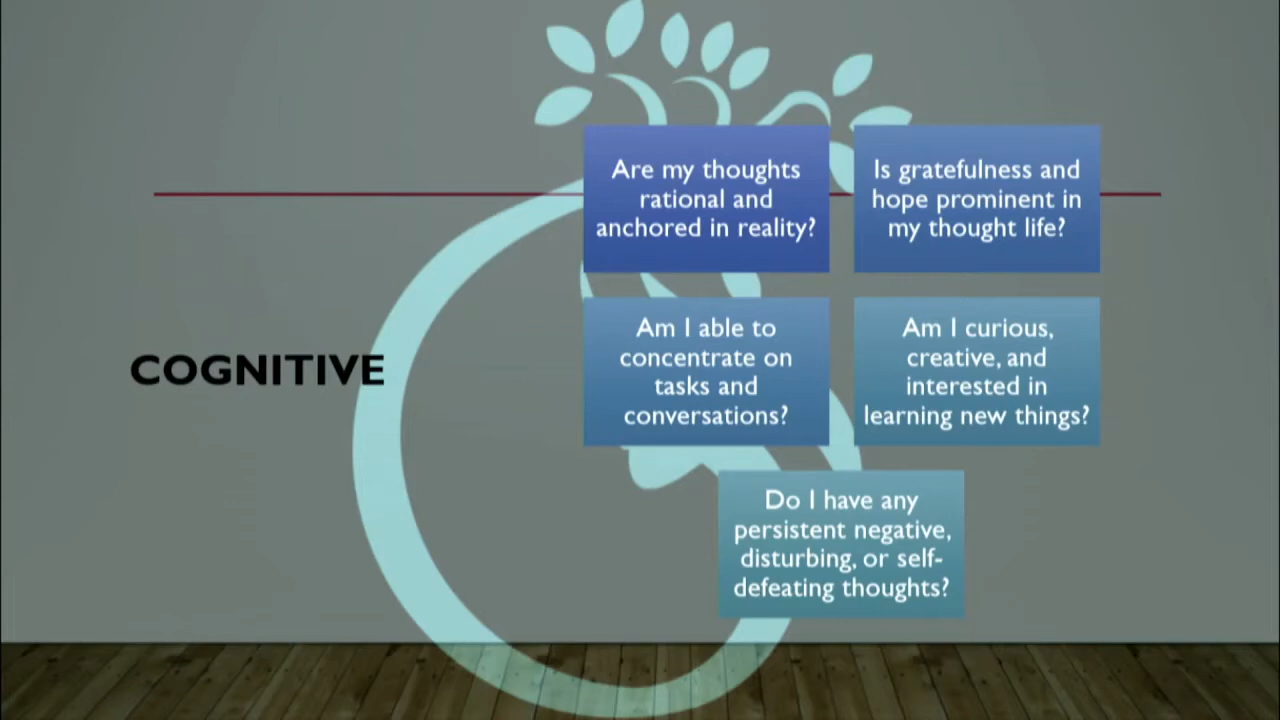 COGNITIVE
Are my thoughts
rational and
anchored in reality?
Is gratefulness and
hope prominent in
my thought life?
Am I able to
concentrate on
tasks and
conversations?
Am I curious,
creative, and
interested in
learning new things?
Do I have any
persistent negative,
disturbing, or self-
defeating thoughts?